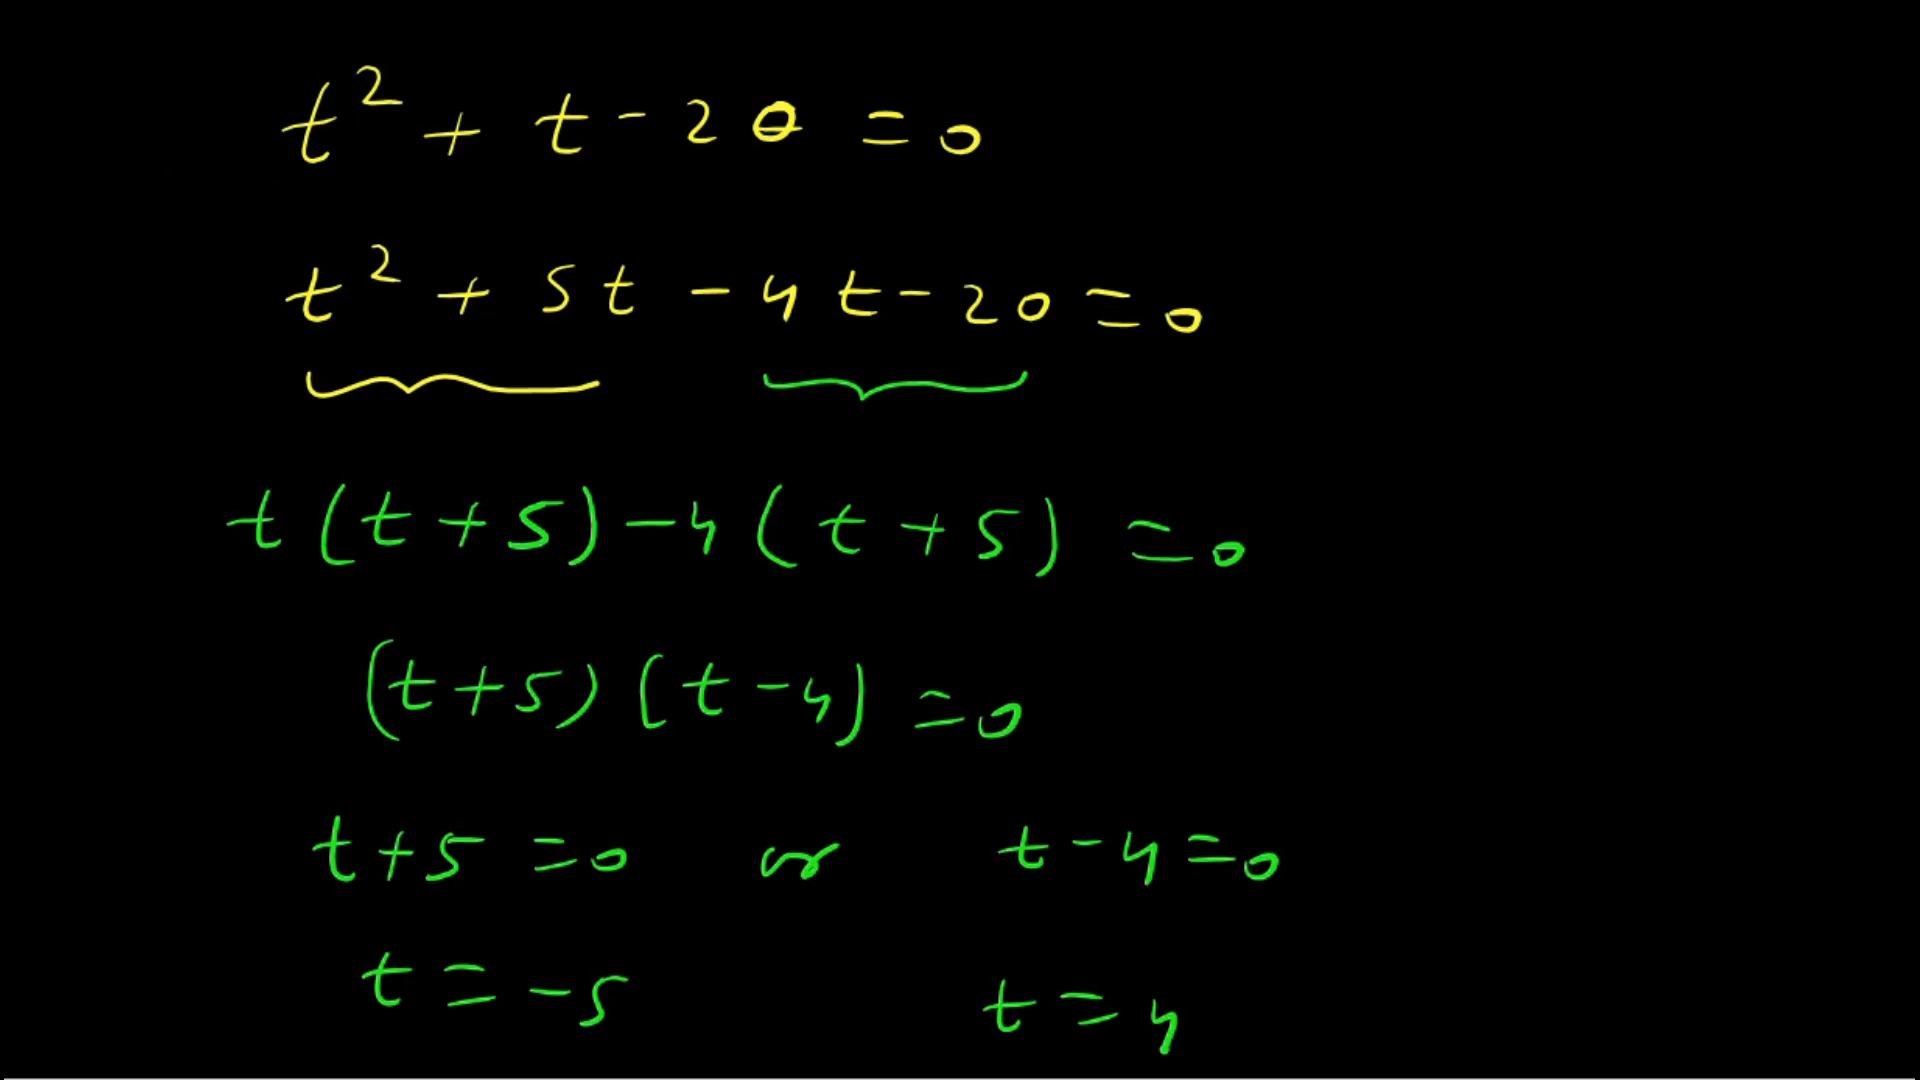 t² + t - 20 = 0
t² + 5t - 4t - 20 = 0
t(t + 5) - 4(t + 5) = 0
(t + 5)(t - 4) = 0
t + 5 = 0 or t - 4 = 0
t = -5 t = 4